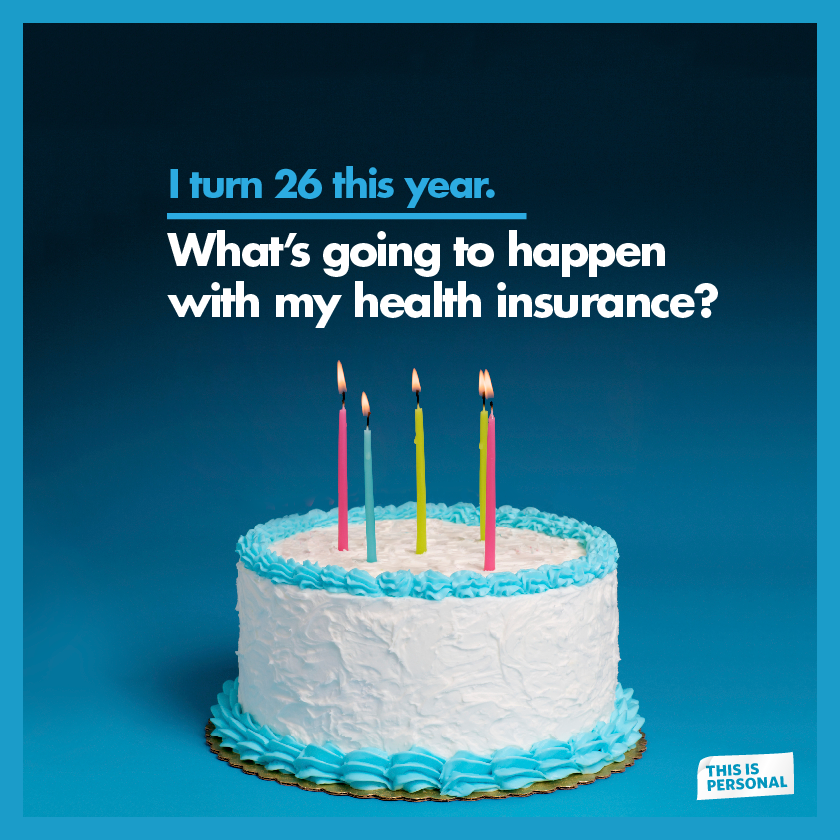 I turn 26 this year.
What’s going to happen
with my health insurance?
THIS IS
PERSONAL